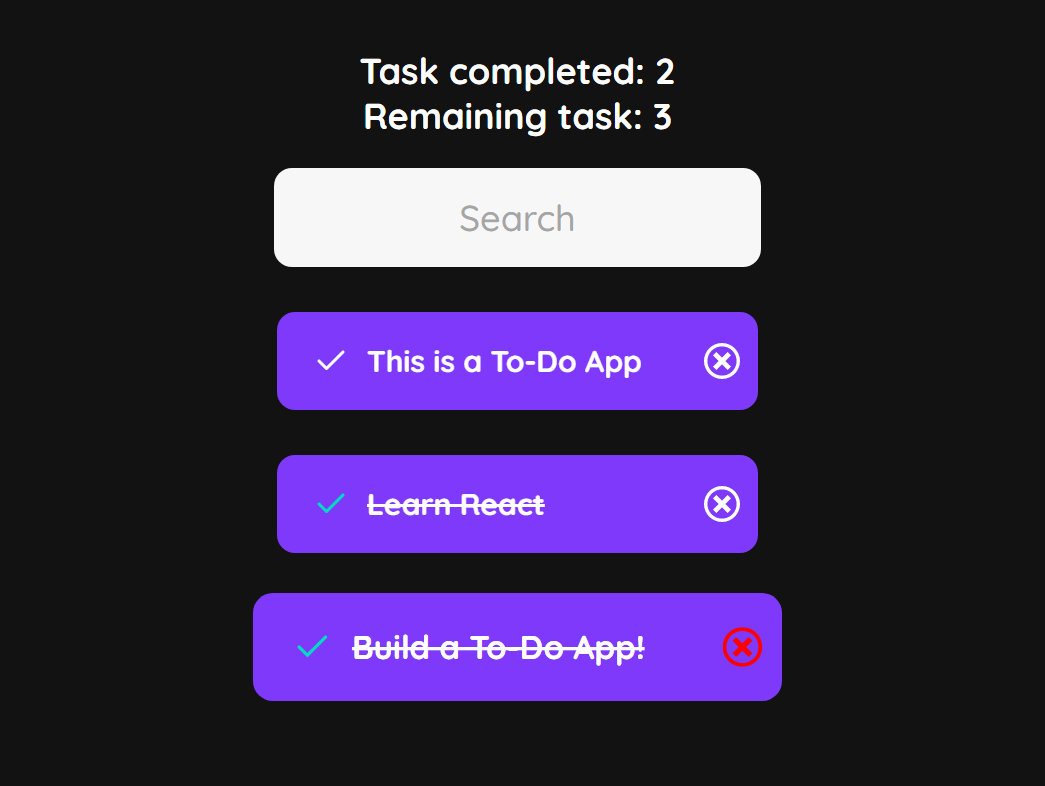 Task completed: 2
Remaining task: 3
Search
This is a To-Do App
Learn React
Build a To-Do App!